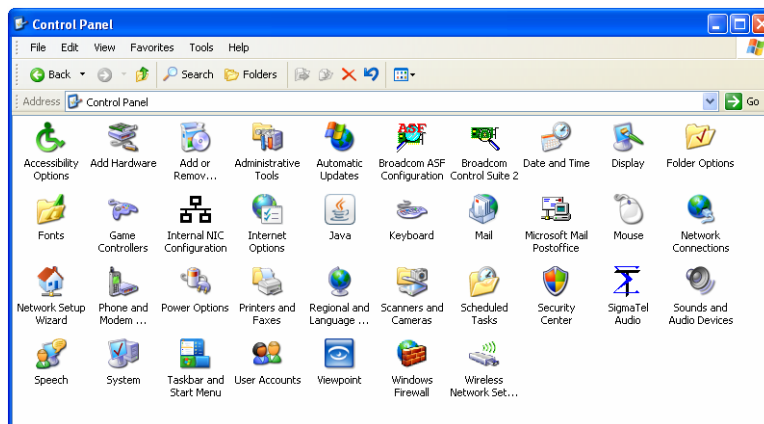 Control Panel
File Edit View Favorites Tools Help
Back Search Folders
Address Control Panel Go
Accessibility Options
Add Hardware
Add or Remov...
Administrative Tools
Automatic Updates
ASF
Broadcom ASF Configuration
Broadcom Control Suite 2
Date and Time
Display
Folder Options
Fonts
Game Controllers
Internal NIC Configuration
Internet Options
Java
Keyboard
Mail
Microsoft Mail Postoffice
Mouse
Network Connections
Network Setup Wizard
Phone and Modem ...
Power Options
Printers and Faxes
Regional and Language ...
Scanners and Cameras
Scheduled Tasks
Security Center
SigmaTel Audio
Sounds and Audio Devices
Speech
System
Taskbar and Start Menu
User Accounts
Viewpoint
Windows Firewall
Wireless Network Set...